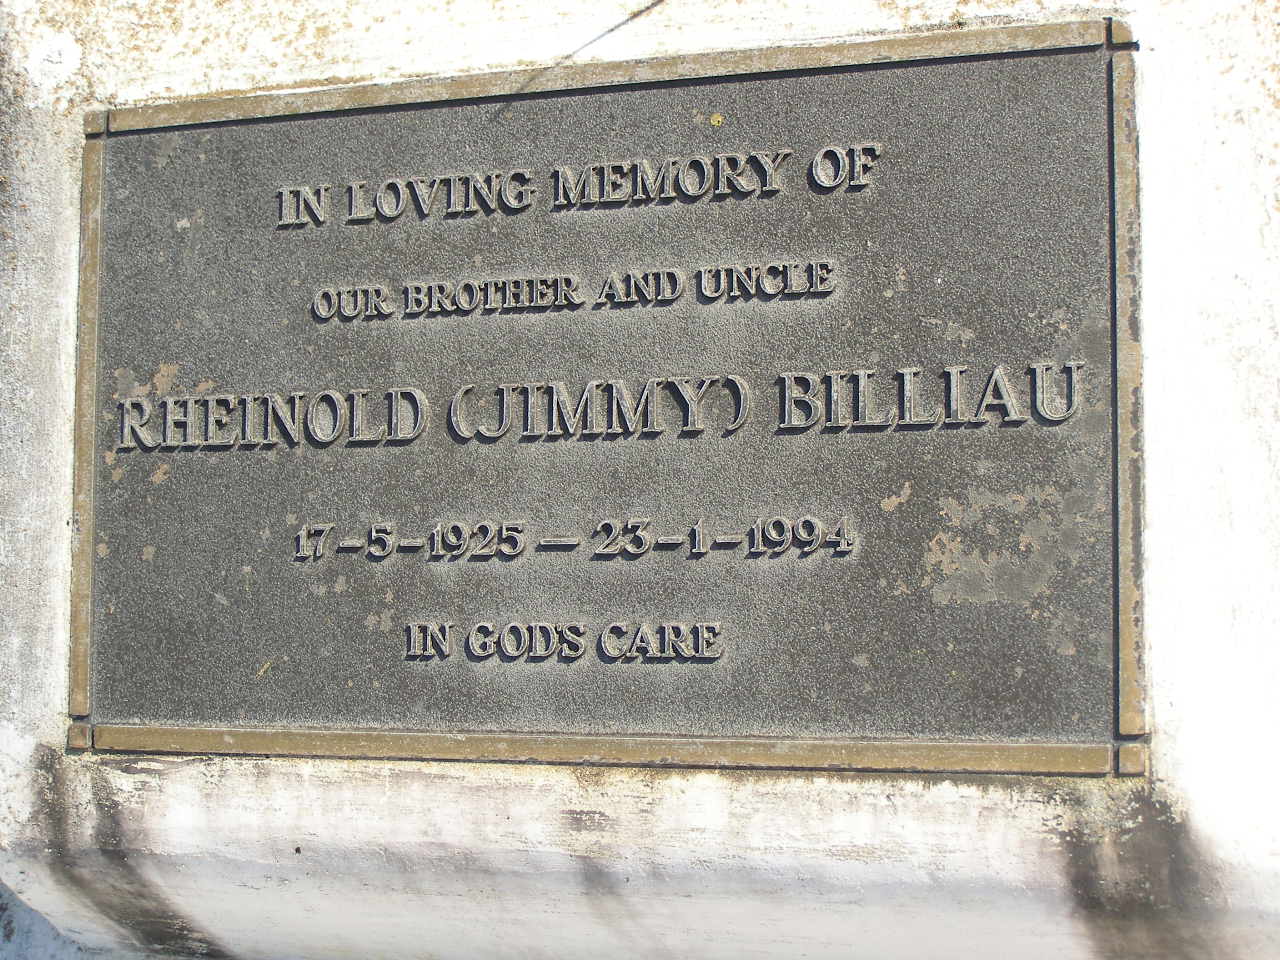 IN LOVING MEMORY OF
OUR BROTHER AND UNCLE
RHEINOLD (JIMMY) BILLIAU
17-5-1925 — 23-1-1994
IN GOD'S CARE